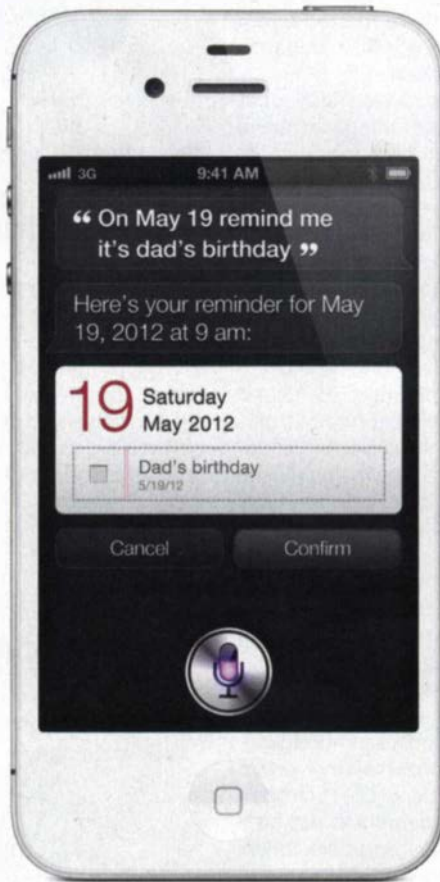 3G 9:41 AM
“ On May 19 remind me
it’s dad’s birthday ”
Here’s your reminder for May
19, 2012 at 9 am:
19 Saturday
May 2012
Dad’s birthday
5/19/12
Cancel Confirm